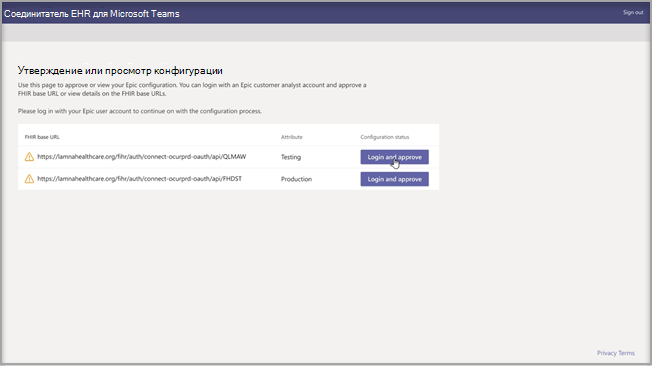 Соединитель EHR для Microsoft Teams
Sign out
Утверждение или просмотр конфигурации
Use this page to approve or view your Epic configuration. You can login with an Epic customer analyst account and approve a
FHIR base URL or view details on the FHIR base URLs.
Please log in with your Epic user account to continue on with the configuration process.
FHIR base URL Attribute Configuration status
https://lamnahealthcare.org/fihr/auth/connect-ocurprd-oauth/api/QLMAW Testing Login and approve
https://lamnahealthcare.org/fihr/auth/connect-ocurprd-oauth/api/FHDST Production Login and approve
Privacy Terms